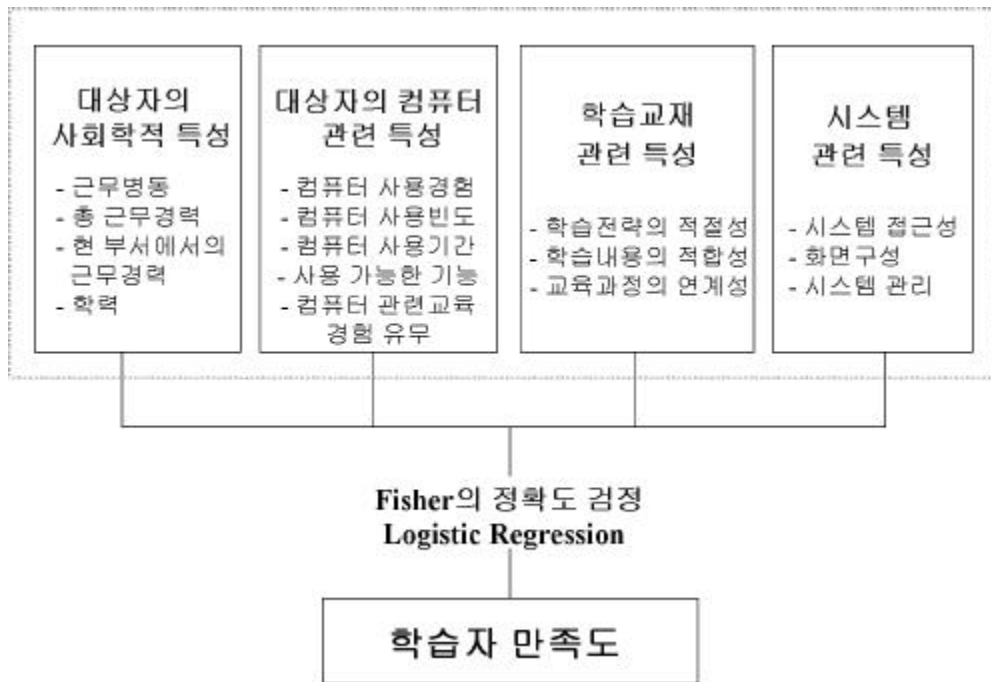 대상자의
사회학적 특성
- 근무병동
- 총 근무경력
- 현 부서에서의
근무경력
- 학력
대상자의 컴퓨터
관련 특성
- 컴퓨터 사용경험
- 컴퓨터 사용빈도
- 컴퓨터 사용기간
- 사용 가능한 기능
- 컴퓨터 관련교육
경험 유무
학습교재
관련 특성
- 학습전략의 적절성
- 학습내용의 적합성
- 교육과정의 연계성
시스템
관련 특성
- 시스템 접근성
- 화면구성
- 시스템 관리
Fisher의 정확도 검정
Logistic Regression
학습자 만족도